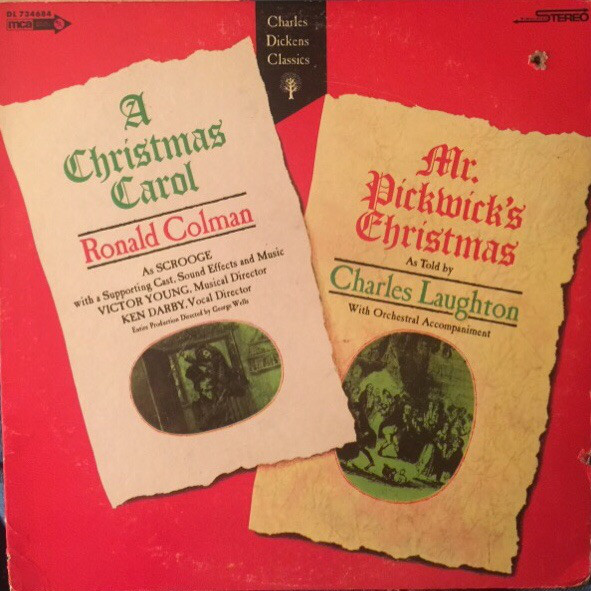 DL 734684
mca
STEREO
Charles
Dickens
Classics
A
Christmas
Carol
Ronald Colman
As SCROOGE
with a Supporting Cast, Sound Effects and Music
VICTOR YOUNG, Musical Director
KEN DARBY, Vocal Director
Entire Production Directed by George Wells
Mr.
Pickwick's
Christmas
As Told by
Charles Laughton
With Orchestral Accompaniment